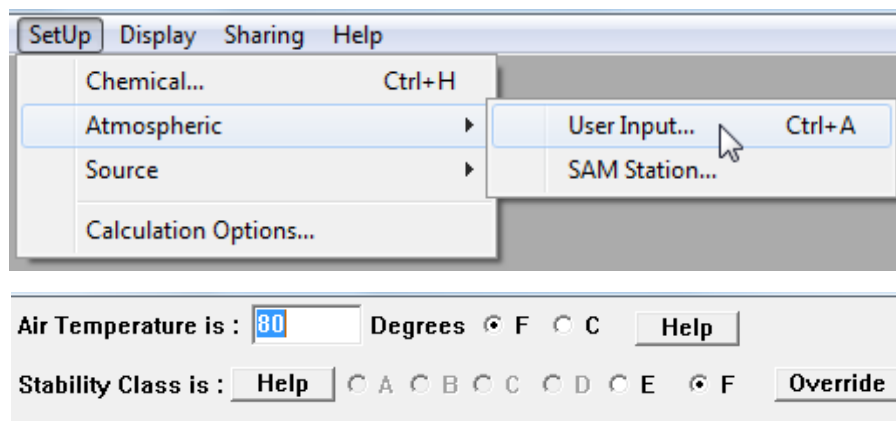 SetUp Display Sharing Help
Chemical... Ctrl+H
Atmospheric User Input... Ctrl+A
Source SAM Station...
Calculation Options...
Air Temperature is : 80 Degrees F C Help
Stability Class is : Help A B C D E F Override